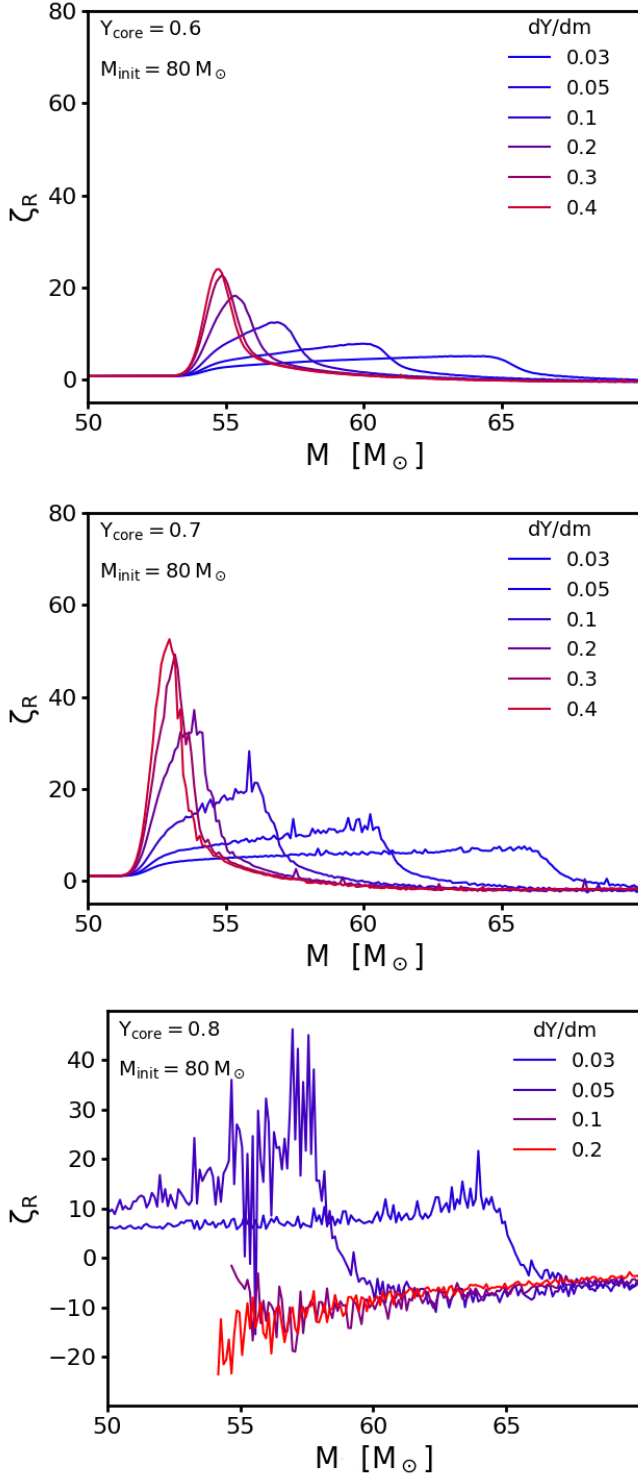 80
60
40
20
0
ζ_R
Y_core = 0.6
M_init = 80 M_⊙
dY/dm
0.03
0.05
0.1
0.2
0.3
0.4
50 55 60 65
M [M_⊙]
80
60
40
20
0
ζ_R
Y_core = 0.7
M_init = 80 M_⊙
dY/dm
0.03
0.05
0.1
0.2
0.3
0.4
50 55 60 65
M [M_⊙]
40
30
20
10
0
−10
−20
ζ_R
Y_core = 0.8
M_init = 80 M_⊙
dY/dm
0.03
0.05
0.1
0.2
50 55 60 65
M [M_⊙]